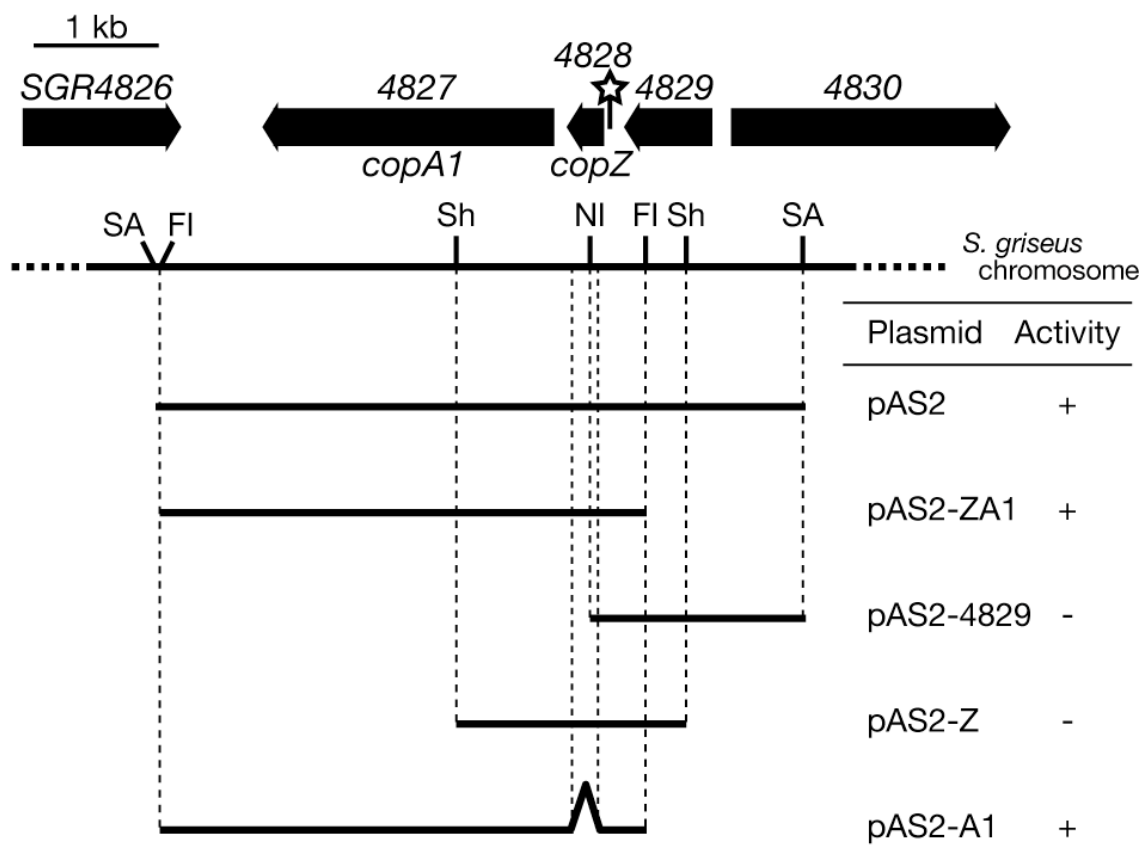 1 kb
4828
SGR4826 4827 4829 4830
copA1 copZ
SA FI Sh NI FI Sh SA
S. griseus
chromosome
Plasmid Activity
pAS2 +
pAS2-ZA1 +
pAS2-4829 -
pAS2-Z -
pAS2-A1 +